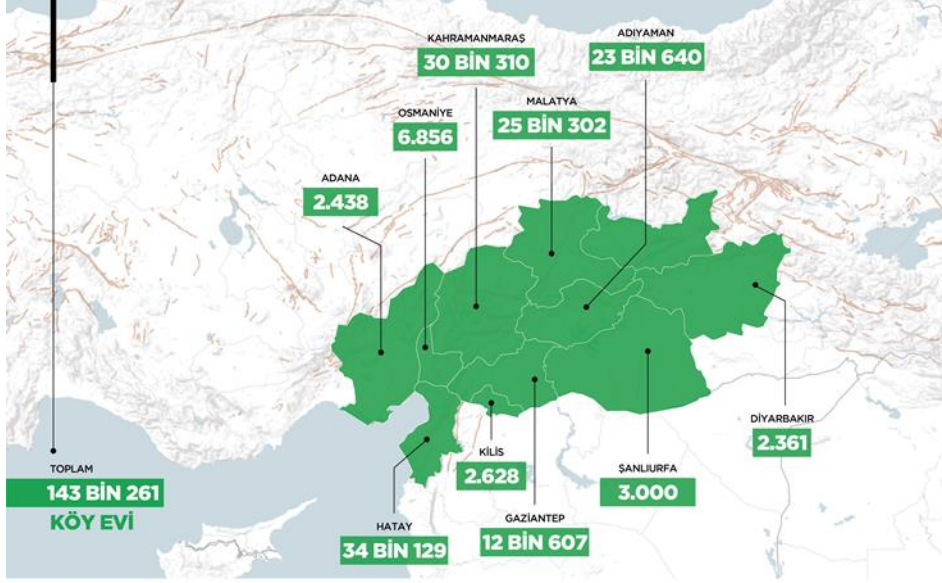 KAHRAMANMARAŞ
30 BİN 310
ADIYAMAN
23 BİN 640
MALATYA
25 BİN 302
OSMANİYE
6.856
ADANA
2.438
DİYARBAKIR
2.361
ŞANLIURFA
3.000
KİLİS
2.628
GAZİANTEP
12 BİN 607
HATAY
34 BİN 129
TOPLAM
143 BİN 261
KÖY EVİ